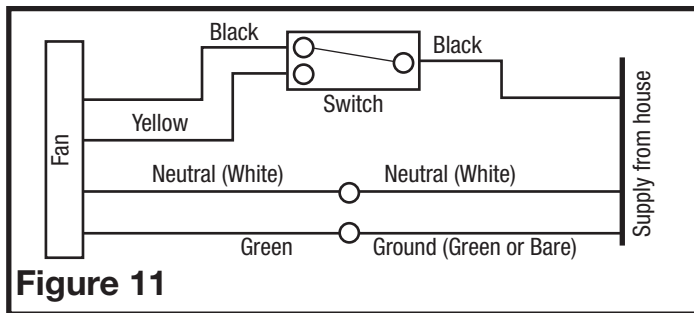 Black
Black
Switch
Yellow
Fan
Neutral (White)
Neutral (White)
Green
Ground (Green or Bare)
Supply from house
Figure 11